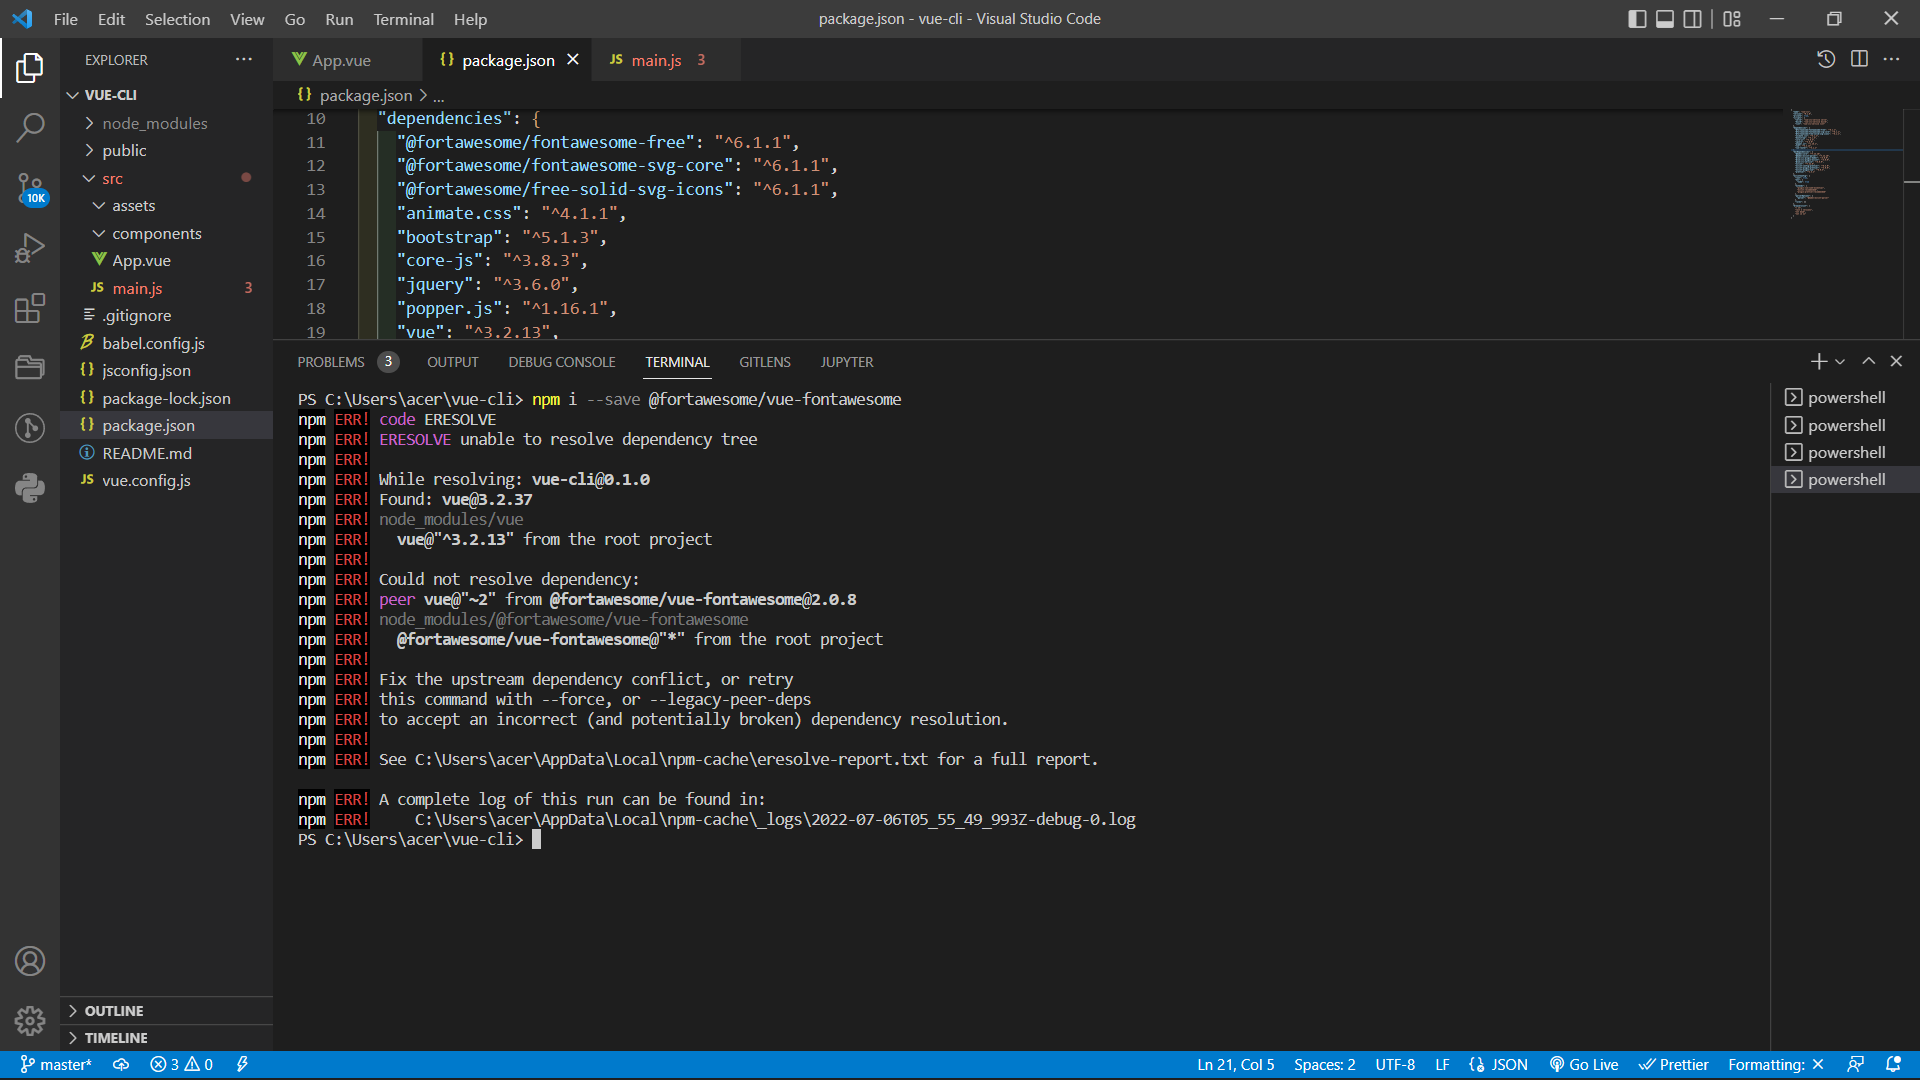 File Edit Selection View Go Run Terminal Help
package.json - vue-cli - Visual Studio Code
EXPLORER
VUE-CLI
node_modules
public
src
assets
components
App.vue
JS main.js 3
.gitignore
babel.config.js
{} jsconfig.json
{} package-lock.json
{} package.json
README.md
JS vue.config.js
10K
OUTLINE
TIMELINE
App.vue
{} package.json
JS main.js 3
{} package.json > ...
10 "dependencies": {
11 "@fortawesome/fontawesome-free": "^6.1.1",
12 "@fortawesome/fontawesome-svg-core": "^6.1.1",
13 "@fortawesome/free-solid-svg-icons": "^6.1.1",
14 "animate.css": "^4.1.1",
15 "bootstrap": "^5.1.3",
16 "core-js": "^3.8.3",
17 "jquery": "^3.6.0",
18 "popper.js": "^1.16.1",
19 "vue": "^3.2.13",
PROBLEMS 3 OUTPUT DEBUG CONSOLE TERMINAL GITLENS JUPYTER
PS C:\Users\acer\vue-cli> npm i --save @fortawesome/vue-fontawesome
npm ERR! code ERESOLVE
npm ERR! ERESOLVE unable to resolve dependency tree
npm ERR!
npm ERR! While resolving: vue-cli@0.1.0
npm ERR! Found: vue@3.2.37
npm ERR! node_modules/vue
npm ERR! vue@"^3.2.13" from the root project
npm ERR!
npm ERR! Could not resolve dependency:
npm ERR! peer vue@"~2" from @fortawesome/vue-fontawesome@2.0.8
npm ERR! node_modules/@fortawesome/vue-fontawesome
npm ERR! @fortawesome/vue-fontawesome@"*" from the root project
npm ERR!
npm ERR! Fix the upstream dependency conflict, or retry
npm ERR! this command with --force, or --legacy-peer-deps
npm ERR! to accept an incorrect (and potentially broken) dependency resolution.
npm ERR!
npm ERR! See C:\Users\acer\AppData\Local\npm-cache\eresolve-report.txt for a full report.
npm ERR! A complete log of this run can be found in:
npm ERR! C:\Users\acer\AppData\Local\npm-cache\_logs\2022-07-06T05_55_49_993Z-debug-0.log
PS C:\Users\acer\vue-cli>
powershell
powershell
powershell
powershell
master* 3 0
Ln 21, Col 5 Spaces: 2 UTF-8 LF {} JSON Go Live Prettier Formatting: ×